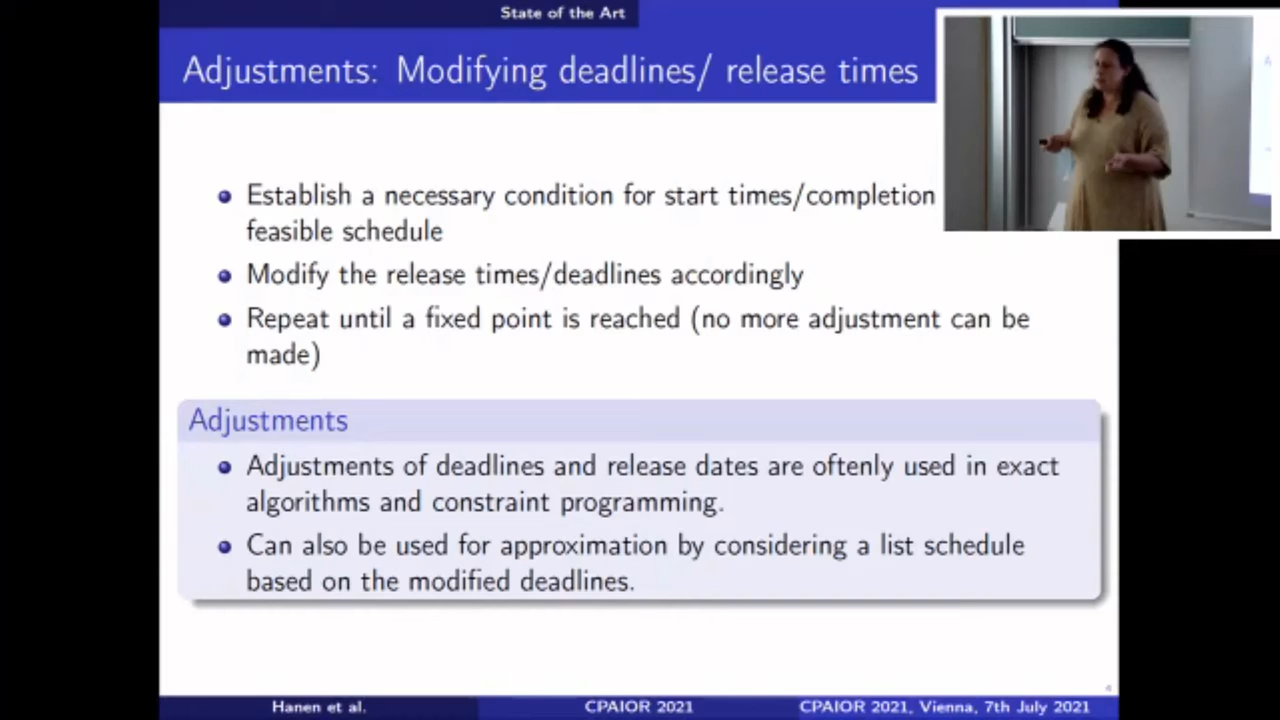 State of the Art
Adjustments: Modifying deadlines/ release times
Establish a necessary condition for start times/completion
feasible schedule
Modify the release times/deadlines accordingly
Repeat until a fixed point is reached (no more adjustment can be
made)
Adjustments
Adjustments of deadlines and release dates are oftenly used in exact
algorithms and constraint programming.
Can also be used for approximation by considering a list schedule
based on the modified deadlines.
Hanen et al.
CPAIOR 2021
CPAIOR 2021, Vienna, 7th July 2021